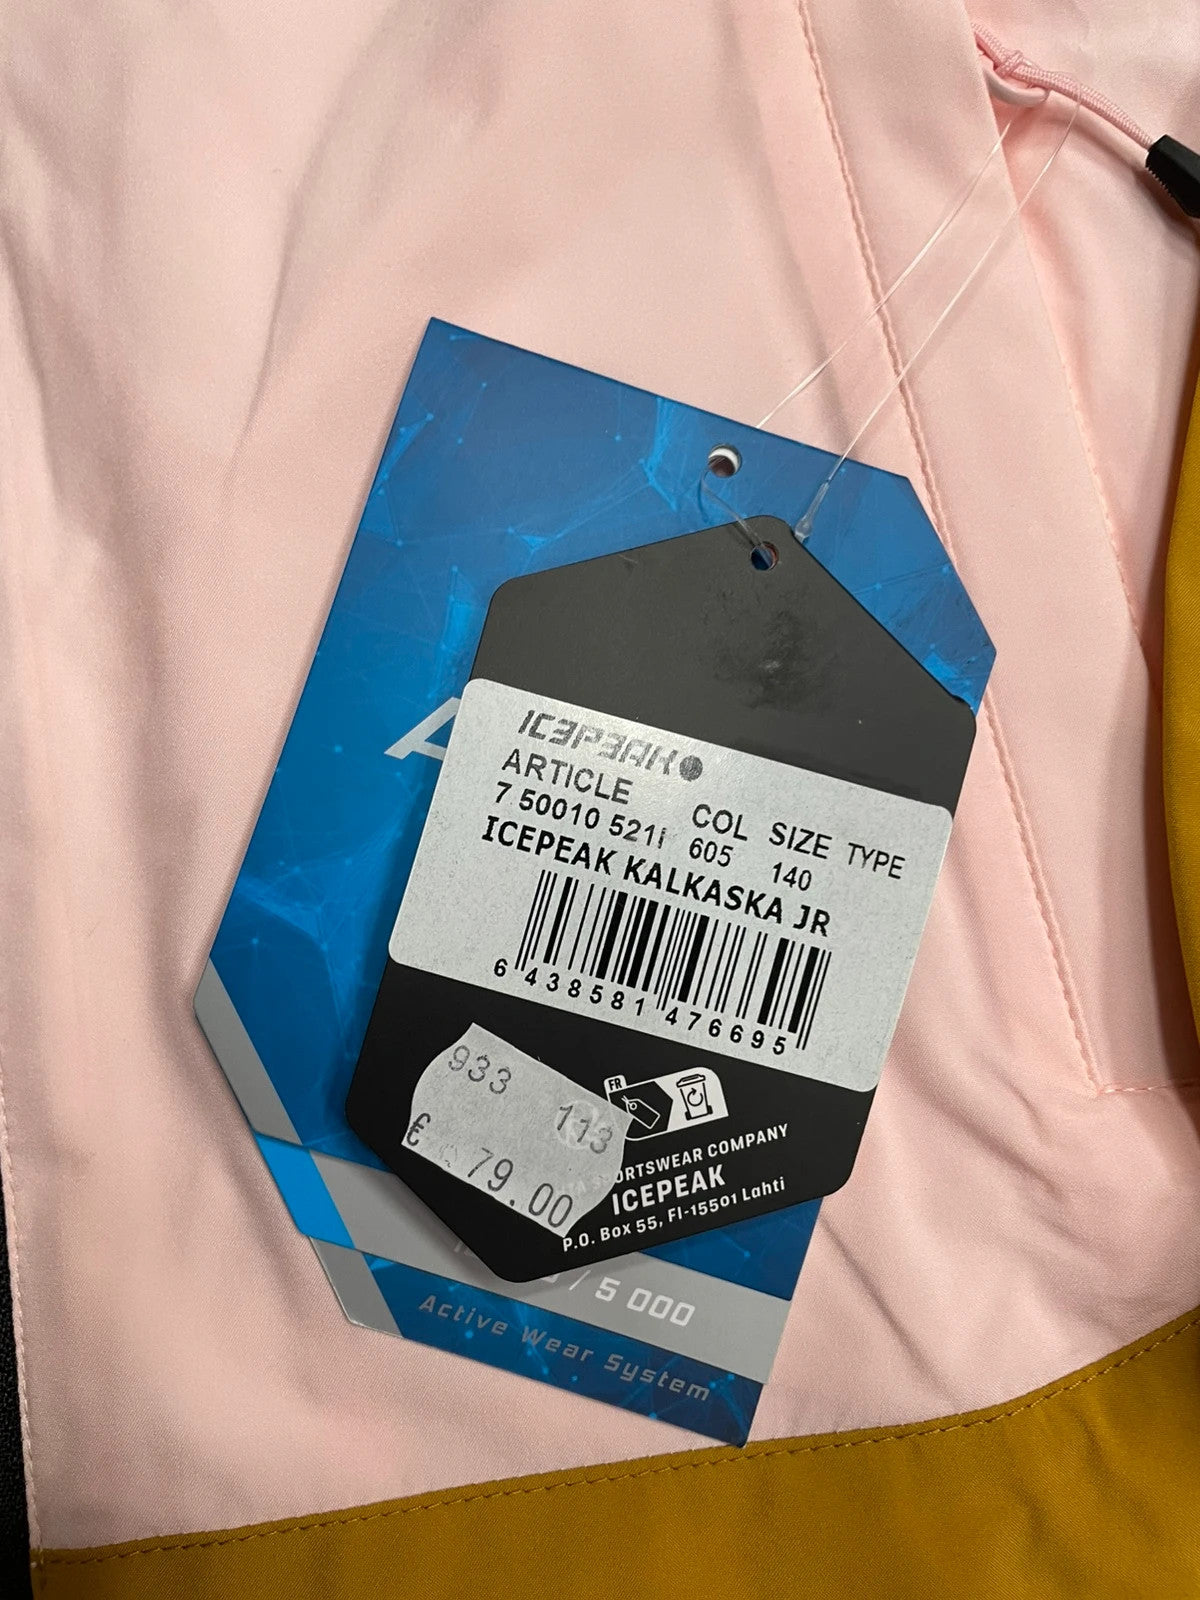 ICEPEAK
ARTICLE COL SIZE TYPE
7 50010 521I 605 140
ICEPEAK KALKASKA JR
6 438581 476695
933 113
€ 79.00
FR
SPORTSWEAR COMPANY
ICEPEAK
P.O. Box 55, FI-15501 Lahti
/ 5 000
Active Wear System